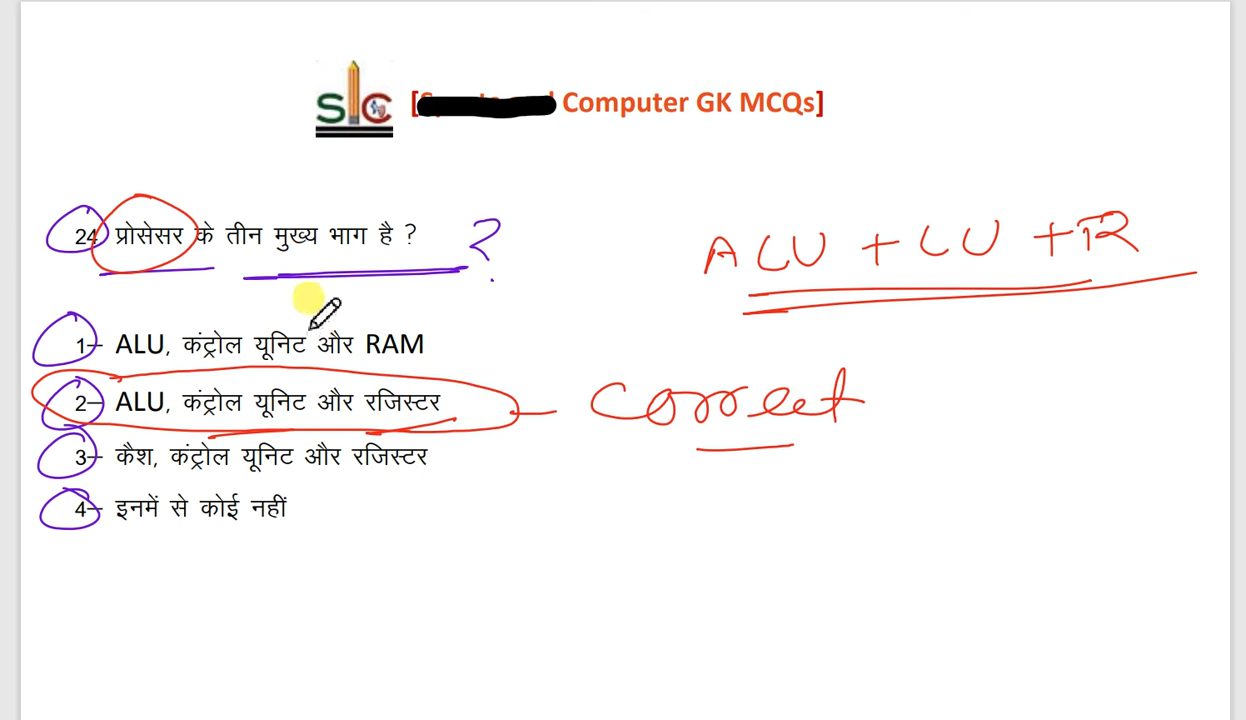 SIC
[ Computer GK MCQs]
24 प्रोसेसर के तीन मुख्य भाग है ? ?
ALU + CU + R
1– ALU, कंट्रोल यूनिट और RAM
2– ALU, कंट्रोल यूनिट और रजिस्टर – correct
3– कैश, कंट्रोल यूनिट और रजिस्टर
4– इनमें से कोई नहीं